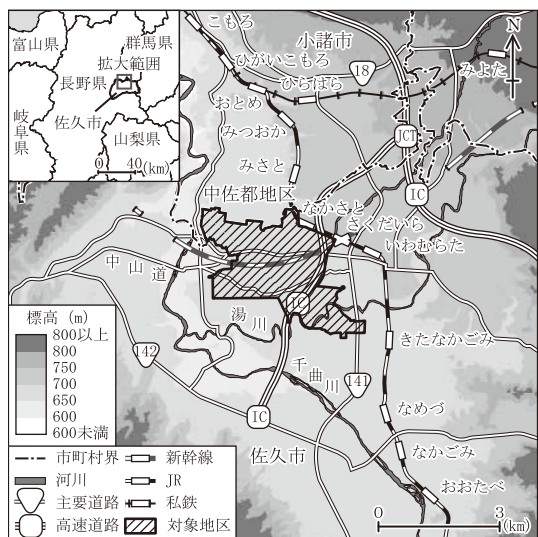 富山県
群馬県
拡大範囲
長野県
佐久市
岐阜県
山梨県
0 40(km)
こもろ
小諸市
N
ひがいこもろ
18
みよた
ひらはら
おとめ
みつおか
JCT
みさと
IC
中佐都地区
なかさと
さくだいら
いわむらた
中山道
IC
湯川
標高(m)
800以上
800
750
700
650
600
600未満
142
千曲川
141
きたなかごみ
IC
なめづ
佐久市
なかごみ
おおたべ
市町村界
新幹線
河川
JR
主要道路
私鉄
高速道路
対象地区
0 3
(km)